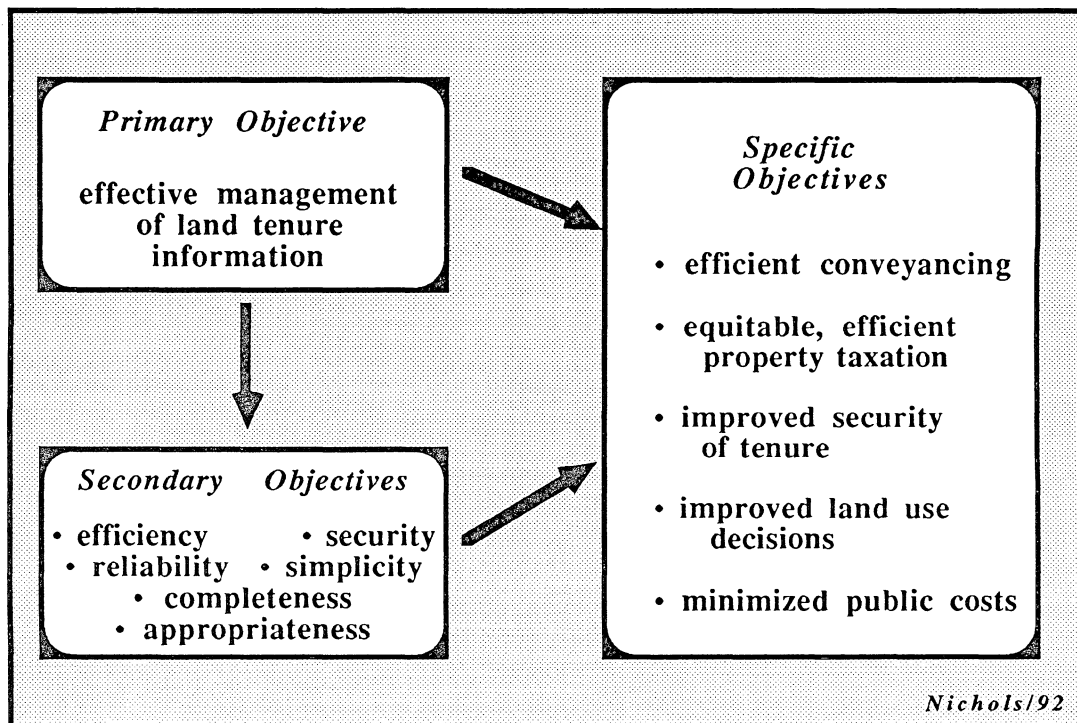 Primary Objective
effective management
of land tenure
information
Secondary Objectives
• efficiency • security
• reliability • simplicity
• completeness
• appropriateness
Specific
Objectives
• efficient conveyancing
• equitable, efficient
property taxation
• improved security
of tenure
• improved land use
decisions
• minimized public costs
Nichols/92